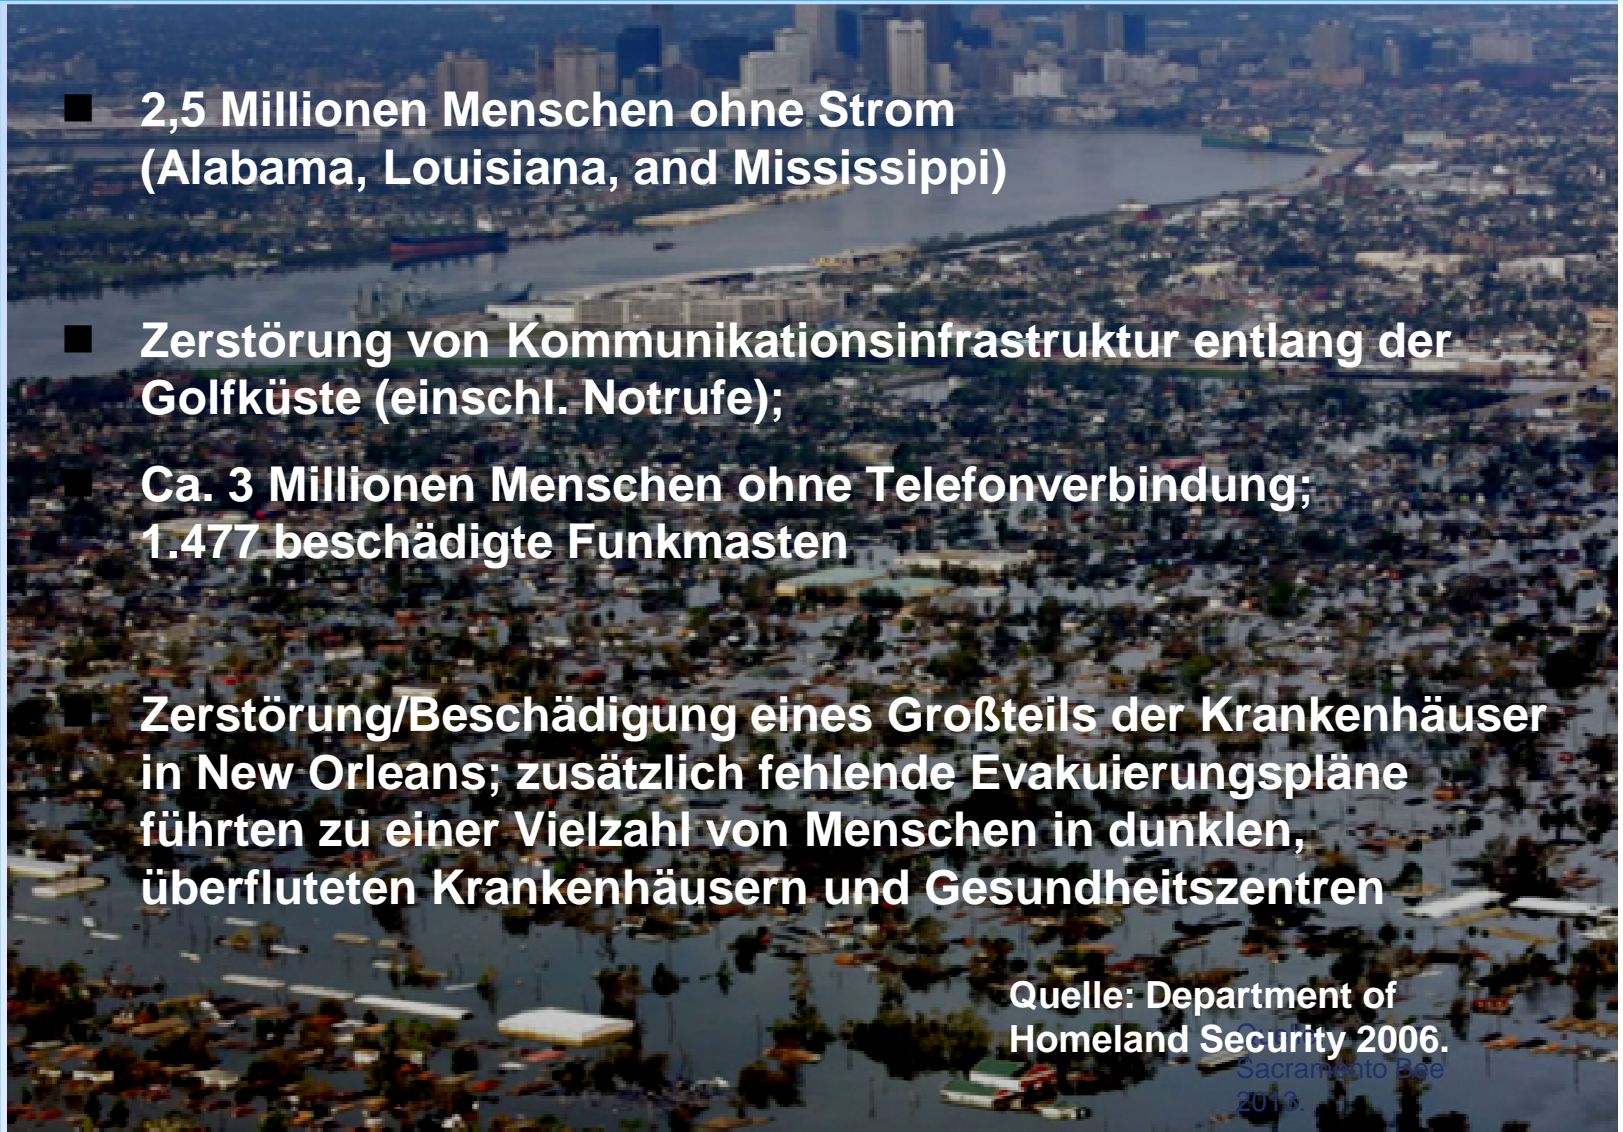 2,5 Millionen Menschen ohne Strom
(Alabama, Louisiana, and Mississippi)
Zerstörung von Kommunikationsinfrastruktur entlang der
Golfküste (einschl. Notrufe);
Ca. 3 Millionen Menschen ohne Telefonverbindung;
1.477 beschädigte Funkmasten
Zerstörung/Beschädigung eines Großteils der Krankenhäuser
in New Orleans; zusätzlich fehlende Evakuierungspläne
führten zu einer Vielzahl von Menschen in dunklen,
überfluteten Krankenhäusern und Gesundheitszentren
Quelle: Department of
Homeland Security 2006.
Sacramento Bee